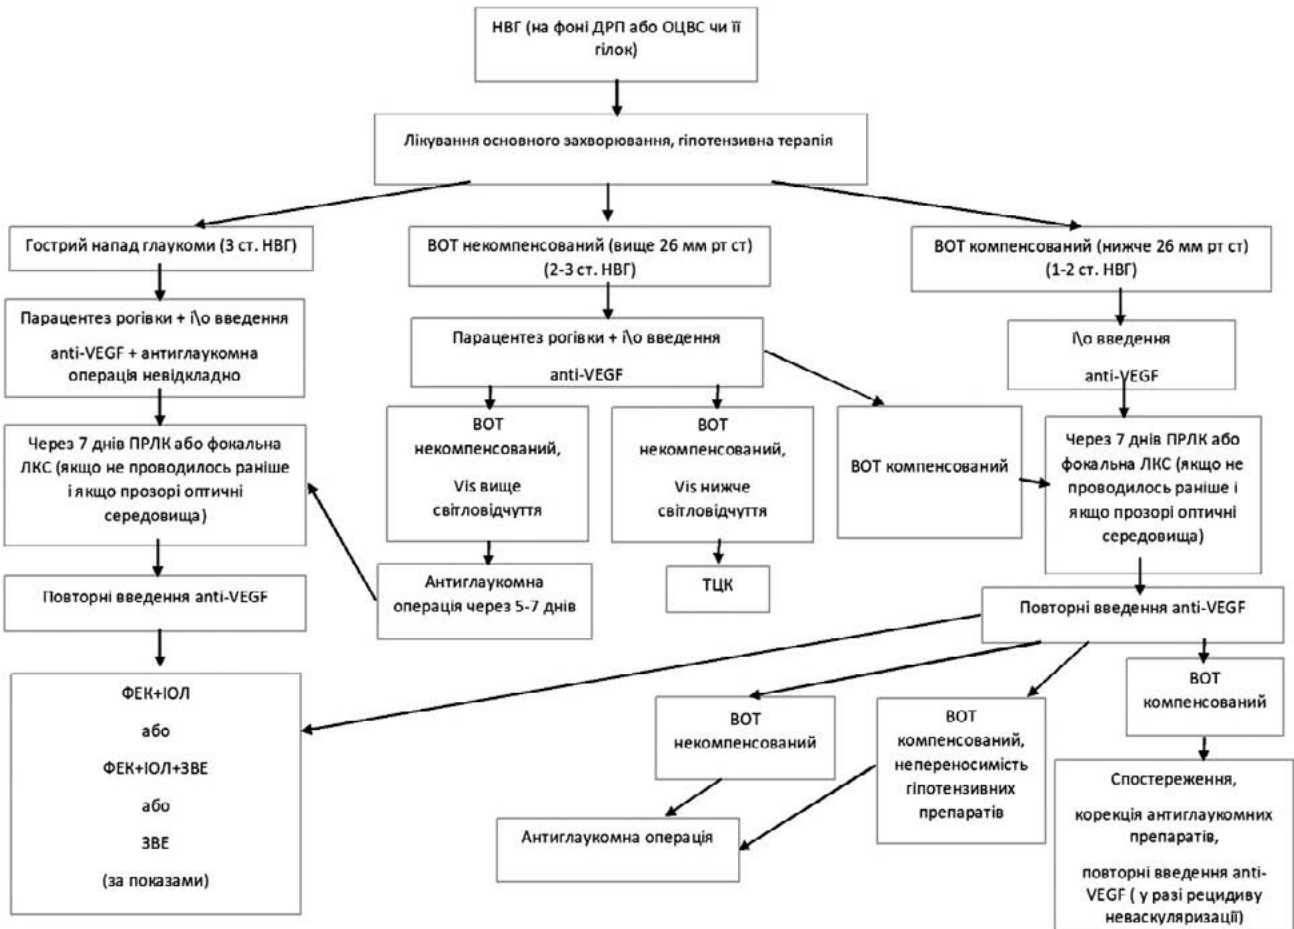 НВГ (на фоні ДРП або ОЦВС чи її
гілок)
Лікування основного захворювання, гіпотензивна терапія
Гострий напад глаукоми (3 ст. НВГ)
ВОТ некомпенсований (вище 26 мм рт ст)
(2-3 ст. НВГ)
ВОТ компенсований (нижче 26 мм рт ст)
(1-2 ст. НВГ)
Парацентез рогівки + і\о введення
anti-VEGF + антиглаукомна
операція невідкладно
Парацентез рогівки + і\о введення
anti-VEGF
І\о введення
anti-VEGF
Через 7 днів ПРЛК або фокальна
ЛКС (якщо не проводилось раніше
і якщо прозорі оптичні
середовища)
ВОТ
некомпенсований,
Vis вище
світловідчуття
ВОТ
некомпенсований,
Vis нижче
світловідчуття
ВОТ компенсований
Через 7 днів ПРЛК або
фокальна ЛКС (якщо не
проводилось раніше і
якщо прозорі оптичні
середовища)
Повторні введення anti-VEGF
Антиглаукомна
операція через 5-7 днів
ТЦК
Повторні введення anti-VEGF
ФЕК+ІОЛ
або
ФЕК+ІОЛ+ЗВЕ
або
ЗВЕ
(за показами)
ВОТ
некомпенсований
ВОТ
компенсований,
непереносимість
гіпотензивних
препаратів
ВОТ
компенсований
Антиглаукомна операція
Спостереження,
корекція антиглаукомних
препаратів,
повторні введення anti-
VEGF ( у разі рецидиву
неваскуляризації)